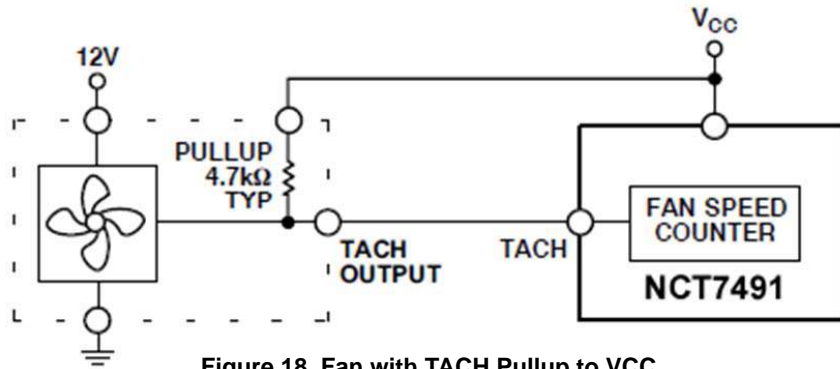 VCC
12V
PULLUP
4.7kΩ
TYP
TACH
OUTPUT
TACH
FAN SPEED
COUNTER
NCT7491
Figure 18. Fan with TACH Pullup to VCC